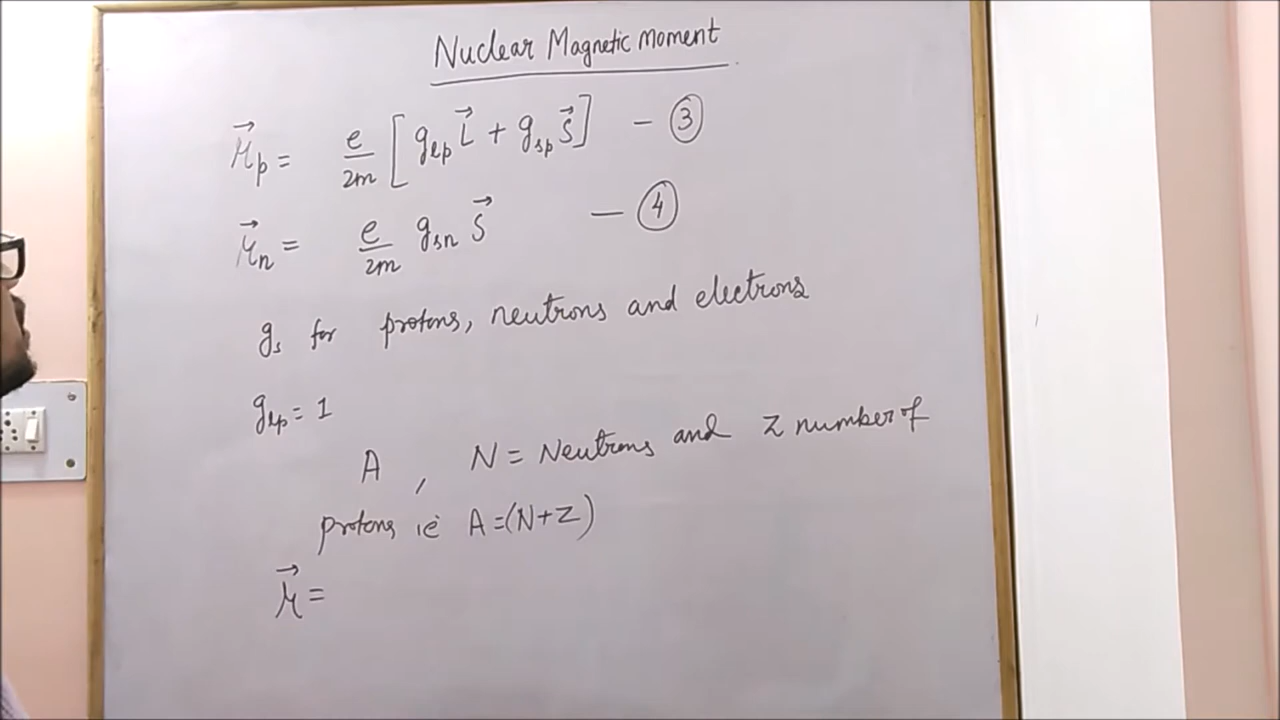 Nuclear Magnetic Moment
μ⃗p = e/2m [glp L⃗ + gsp S⃗] - ③
μ⃗n = e/2m gsn S⃗ - ④
gs for protons, neutrons and electrons
glp = 1
A , N = Neutrons and Z number of
protons ie A=(N+Z)
μ⃗ =